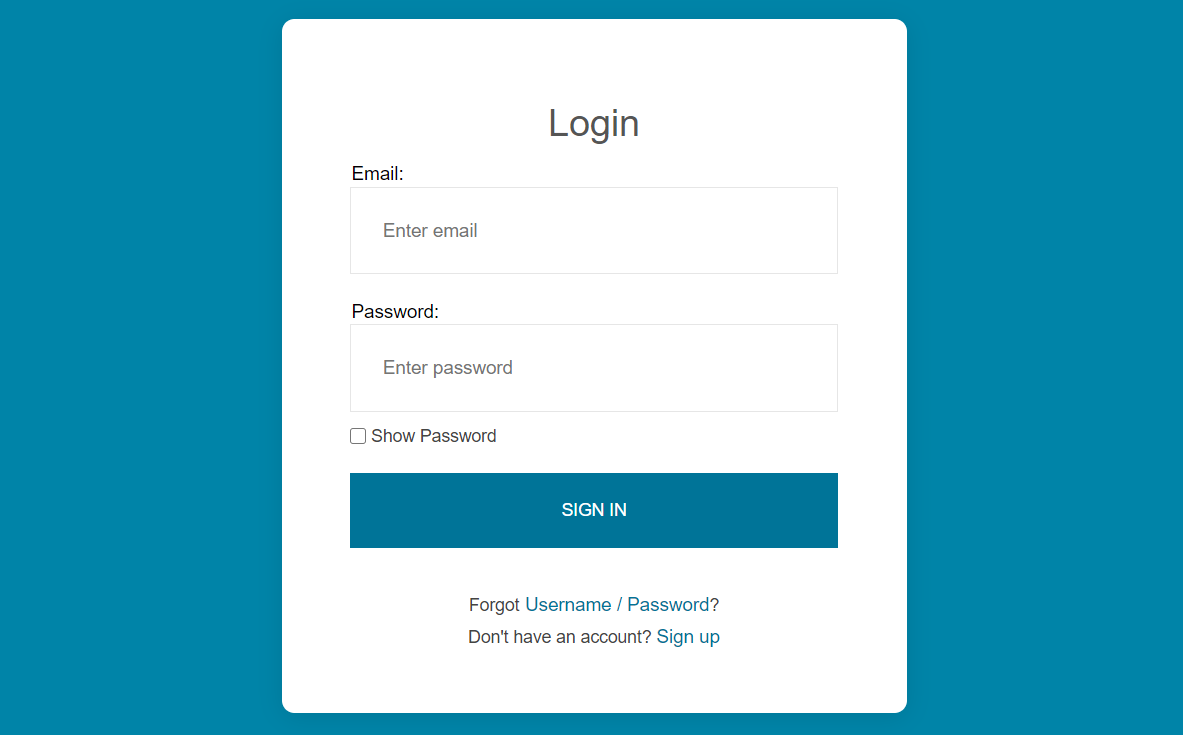 Login
Email:
Enter email
Password:
Enter password
Show Password
SIGN IN
Forgot Username / Password?
Don't have an account? Sign up